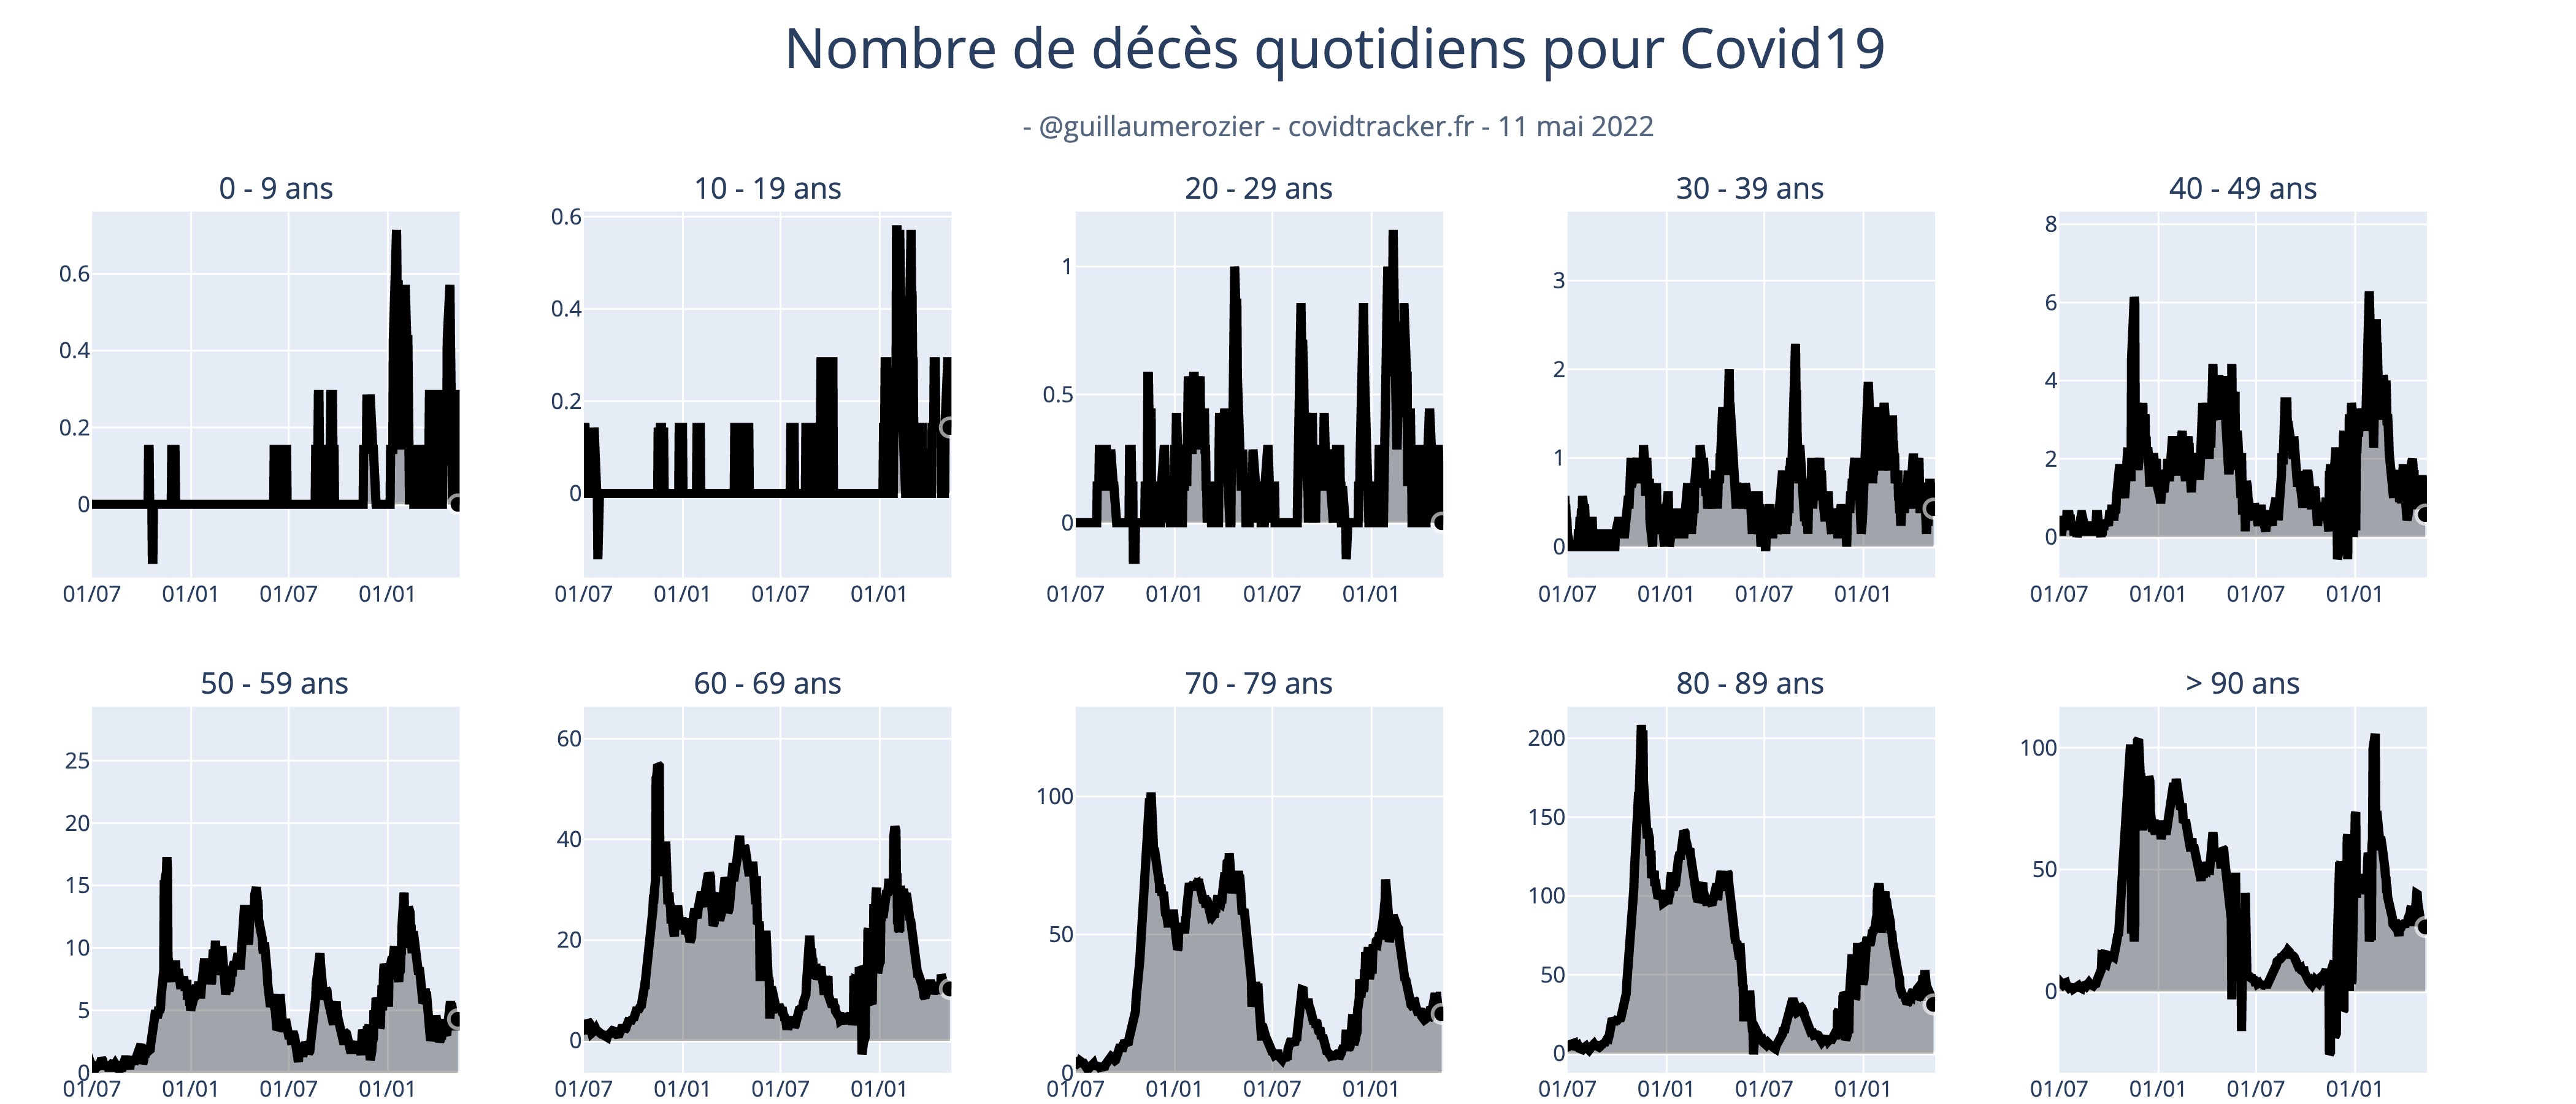 Nombre de décès quotidiens pour Covid19
- @guillaumerozier - covidtracker.fr - 11 mai 2022
0 - 9 ans
10 - 19 ans
20 - 29 ans
30 - 39 ans
40 - 49 ans
0.6
0.4
0.2
0
01/07 01/01 01/07 01/01
0.6
0.4
0.2
0
01/07 01/01 01/07 01/01
1
0.5
0
01/07 01/01 01/07 01/01
3
2
1
0
01/07 01/01 01/07 01/01
8
6
4
2
0
01/07 01/01 01/07 01/01
50 - 59 ans
60 - 69 ans
70 - 79 ans
80 - 89 ans
> 90 ans
25
20
15
10
5
0
01/07 01/01 01/07 01/01
60
40
20
0
01/07 01/01 01/07 01/01
100
50
0
01/07 01/01 01/07 01/01
200
150
100
50
0
01/07 01/01 01/07 01/01
100
50
0
01/07 01/01 01/07 01/01